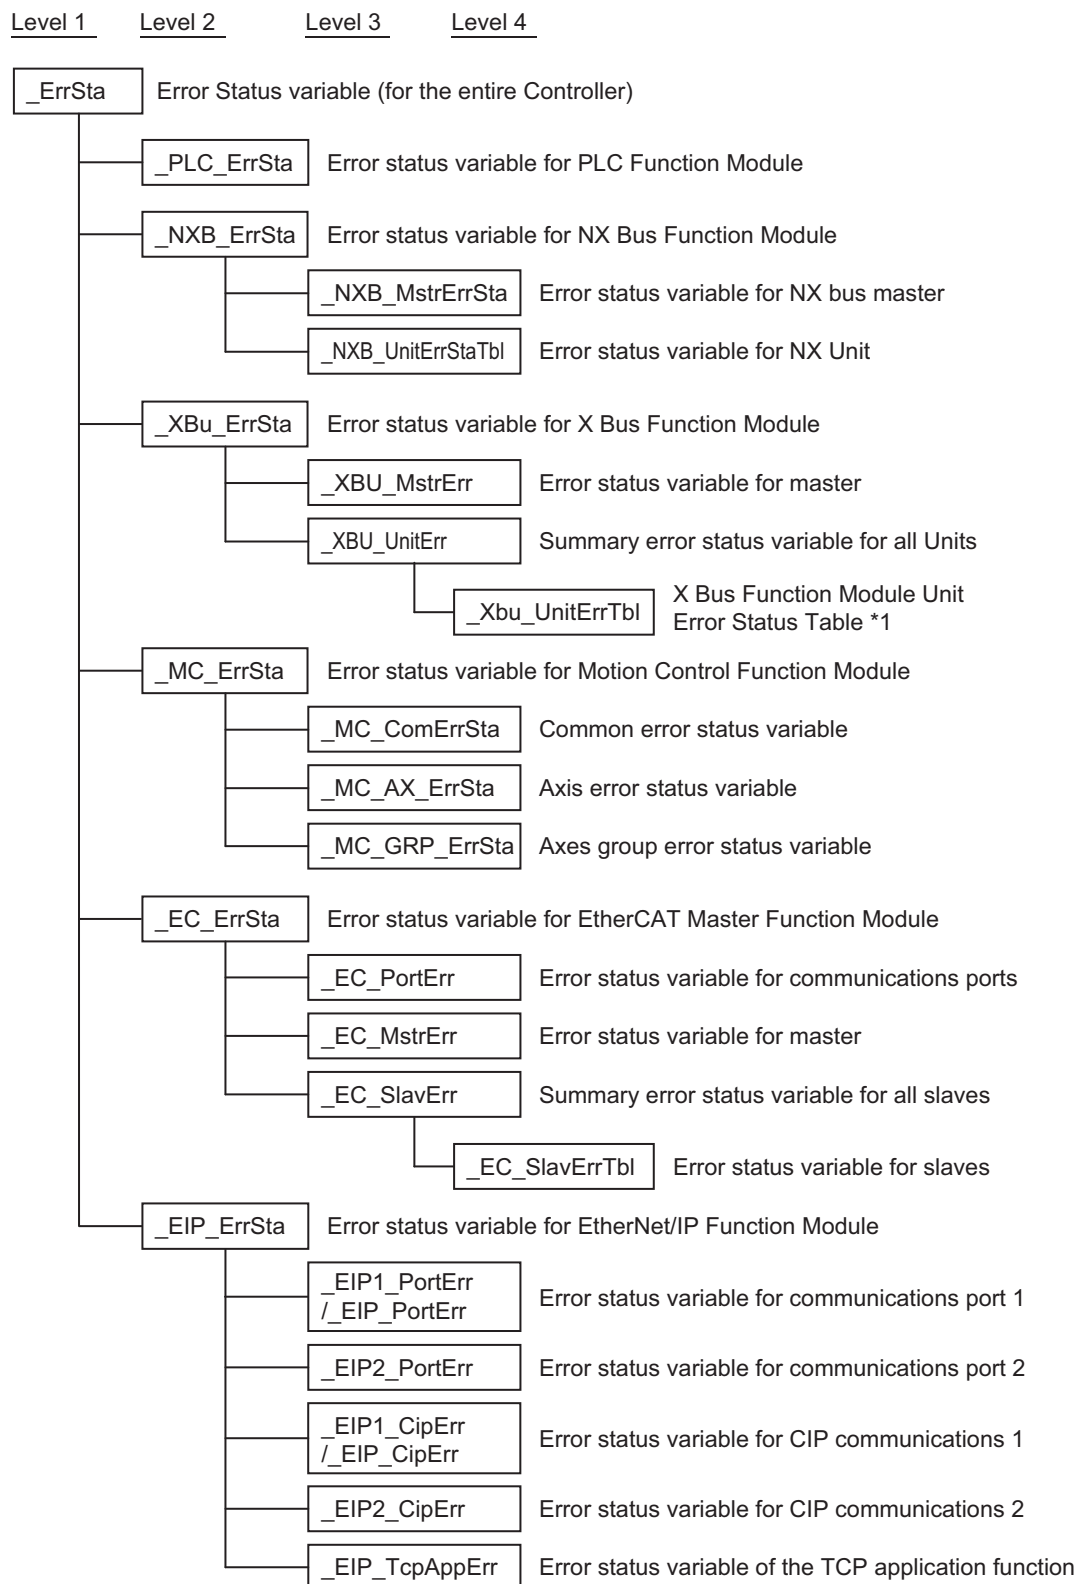 Level 1 Level 2 Level 3 Level 4
_ErrSta Error Status variable (for the entire Controller)
_PLC_ErrSta Error status variable for PLC Function Module
_NXB_ErrSta Error status variable for NX Bus Function Module
_NXB_MstrErrSta Error status variable for NX bus master
_NXB_UnitErrStaTbl Error status variable for NX Unit
_XBu_ErrSta Error status variable for X Bus Function Module
_XBU_MstrErr Error status variable for master
_XBU_UnitErr Summary error status variable for all Units
_Xbu_UnitErrTbl X Bus Function Module Unit
Error Status Table *1
_MC_ErrSta Error status variable for Motion Control Function Module
_MC_ComErrSta Common error status variable
_MC_AX_ErrSta Axis error status variable
_MC_GRP_ErrSta Axes group error status variable
_EC_ErrSta Error status variable for EtherCAT Master Function Module
_EC_PortErr Error status variable for communications ports
_EC_MstrErr Error status variable for master
_EC_SlavErr Summary error status variable for all slaves
_EC_SlavErrTbl Error status variable for slaves
_EIP_ErrSta Error status variable for EtherNet/IP Function Module
_EIP1_PortErr
/_EIP_PortErr Error status variable for communications port 1
_EIP2_PortErr Error status variable for communications port 2
_EIP1_CipErr
/_EIP_CipErr Error status variable for CIP communications 1
_EIP2_CipErr Error status variable for CIP communications 2
_EIP_TcpAppErr Error status variable of the TCP application function